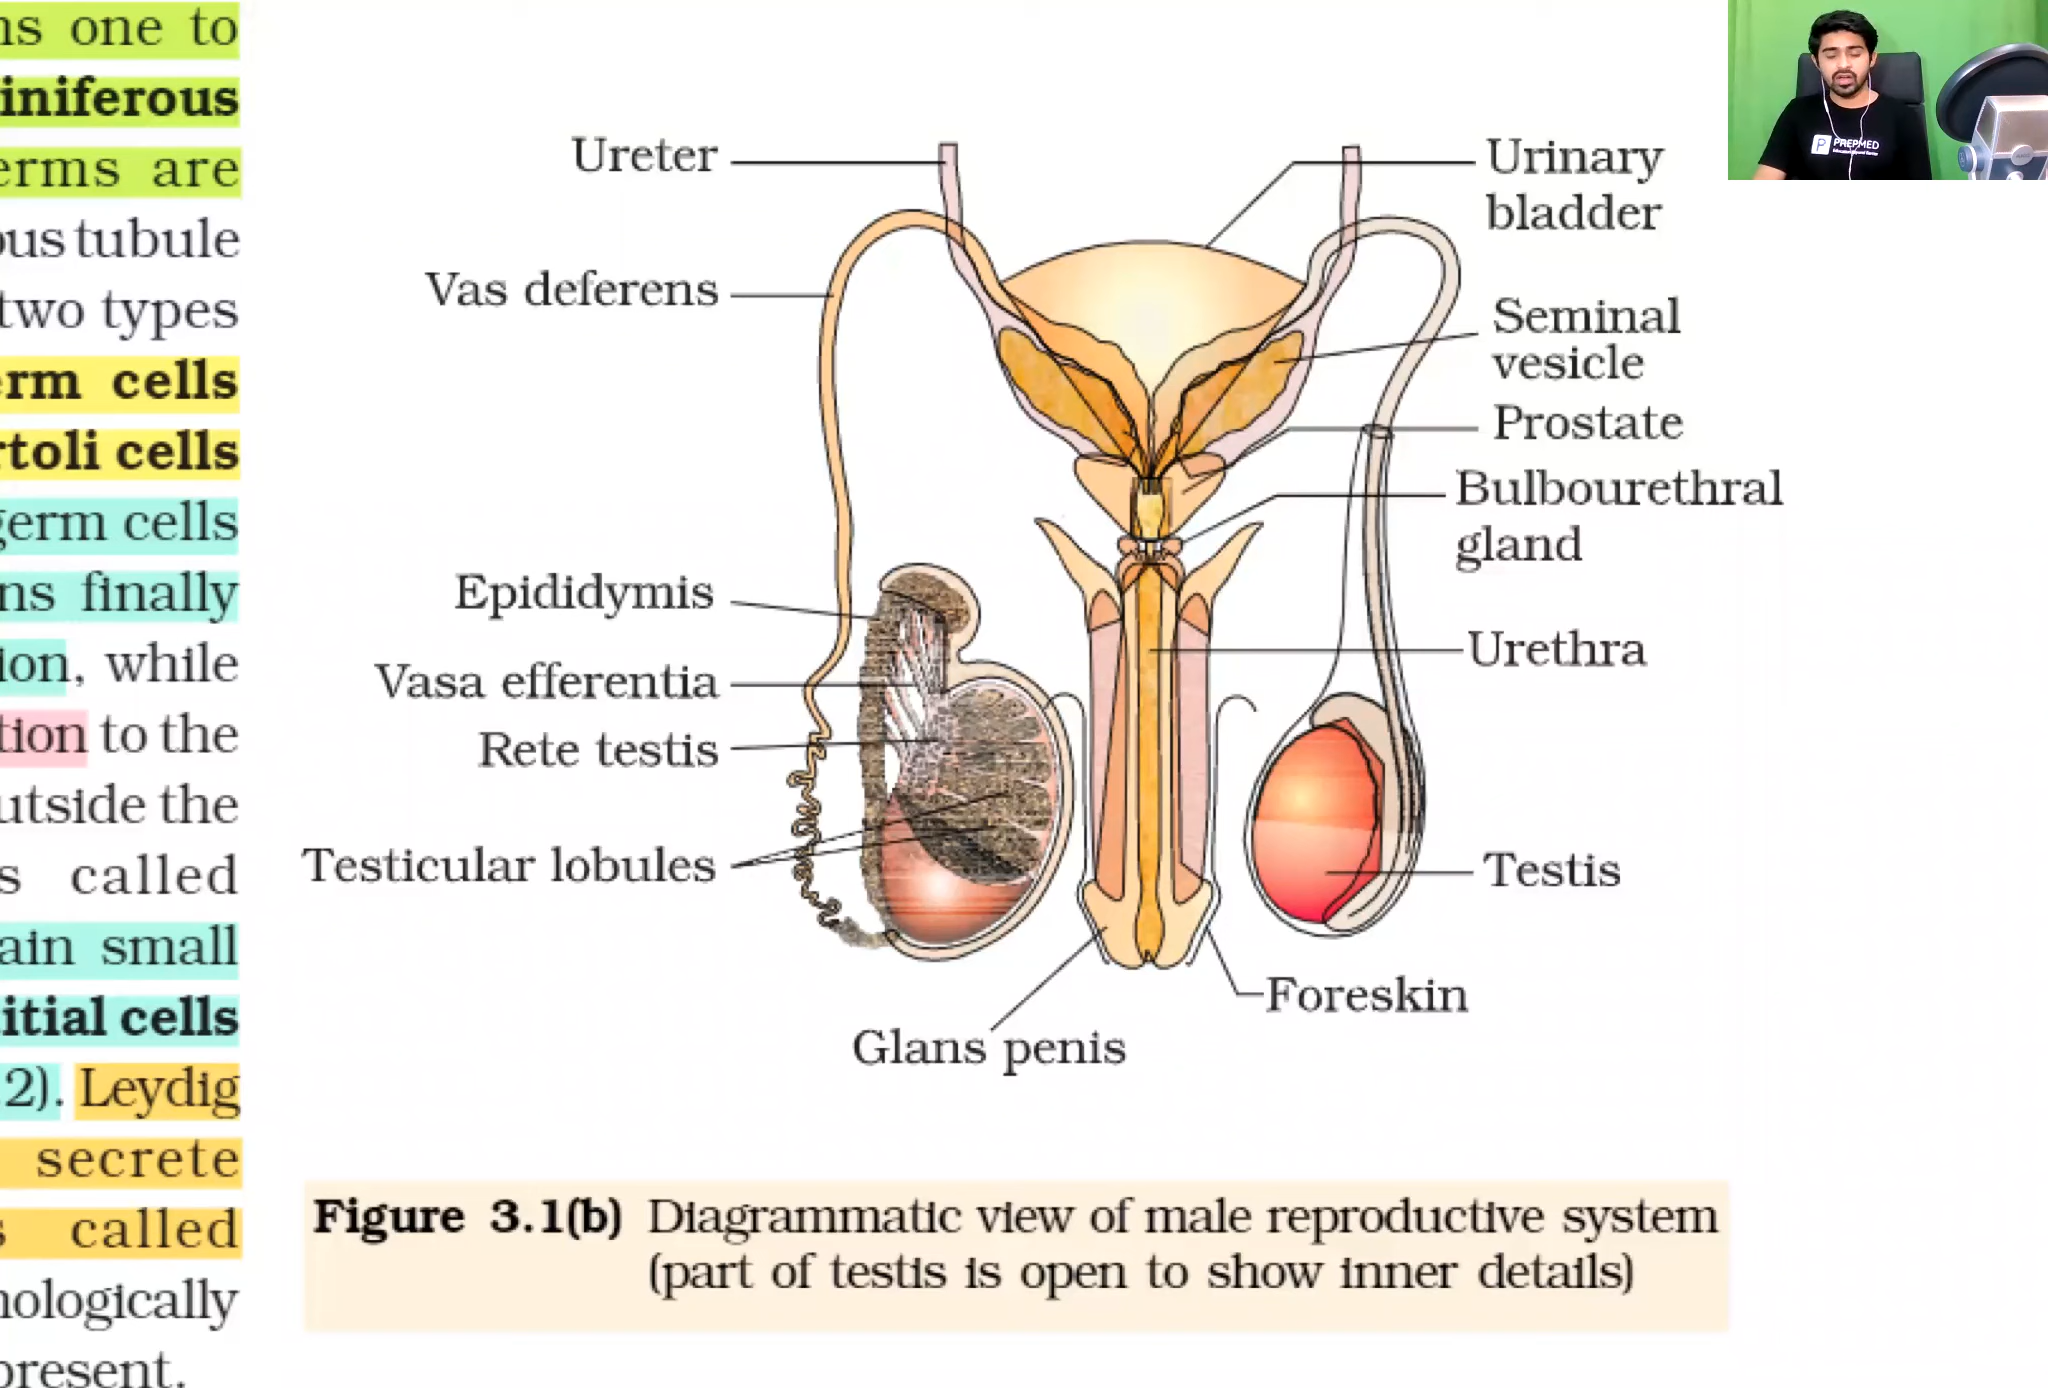 ns one to
iniferous
erms are
ous tubule
two types
erm cells
rtoli cells
germ cells
ns finally
ion, while
tion to the
utside the
s called
ain small
itial cells
2). Leydig
secrete
s called
hologically
present.
Ureter
Vas deferens
Epididymis
Vasa efferentia
Rete testis
Testicular lobules
Glans penis
Urinary
bladder
Seminal
vesicle
Prostate
Bulbourethral
gland
Urethra
Testis
Foreskin
Figure 3.1(b) Diagrammatic view of male reproductive system
(part of testis is open to show inner details)
P PREPMED